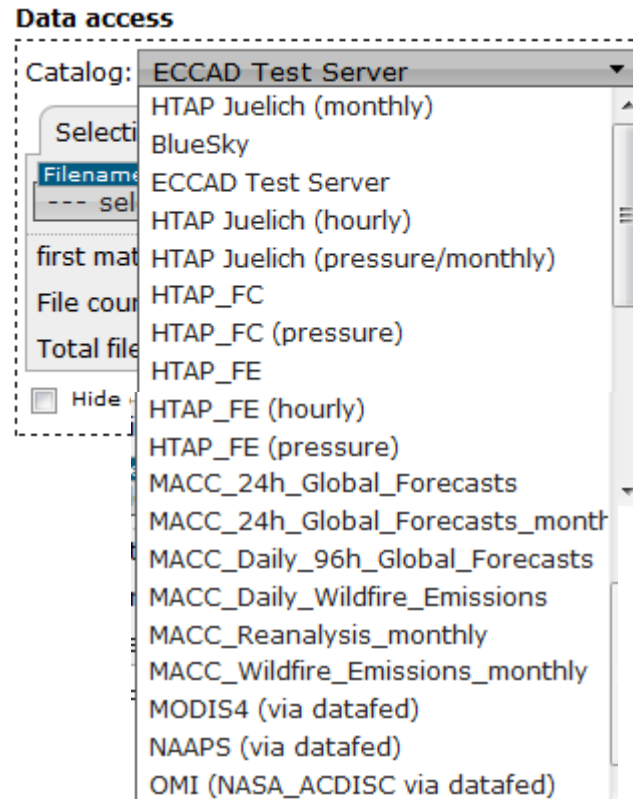 Data access
Catalog: ECCAD Test Server
HTAP Juelich (monthly)
Selecti
BlueSky
Filename
ECCAD Test Server
--- sel
HTAP Juelich (hourly)
first mat
HTAP Juelich (pressure/monthly)
File cour
HTAP_FC
HTAP_FC (pressure)
Total file
HTAP_FE
Hide
HTAP_FE (hourly)
HTAP_FE (pressure)
MACC_24h_Global_Forecasts
MACC_24h_Global_Forecasts_month
MACC_Daily_96h_Global_Forecasts
MACC_Daily_Wildfire_Emissions
MACC_Reanalysis_monthly
MACC_Wildfire_Emissions_monthly
MODIS4 (via datafed)
NAAPS (via datafed)
OMI (NASA_ACDISC via datafed)